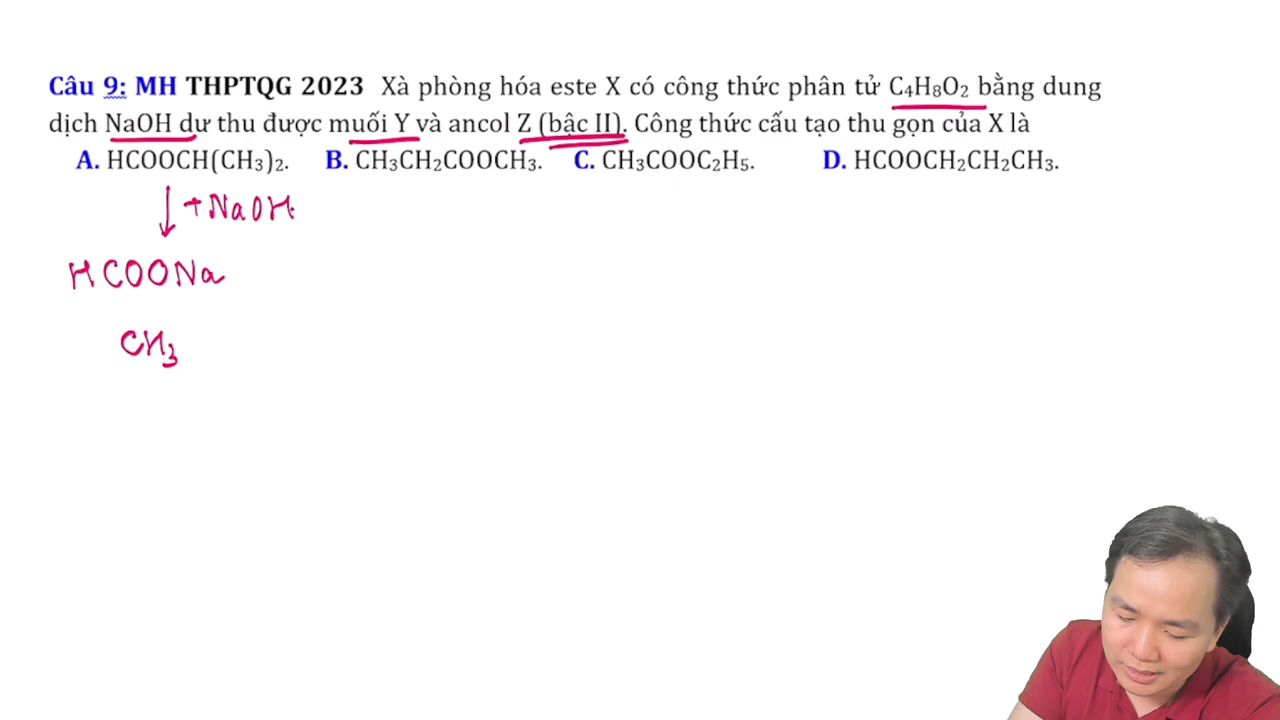 Câu 9: MH THPTQG 2023 Xà phòng hóa este X có công thức phân tử C₄H₈O₂ bằng dung
dịch NaOH dư thu được muối Y và ancol Z (bậc II). Công thức cấu tạo thu gọn của X là
A. HCOOCH(CH₃)₂. B. CH₃CH₂COOCH₃. C. CH₃COOC₂H₅. D. HCOOCH₂CH₂CH₃.
↓ +NaOH
HCOONa
CH₃